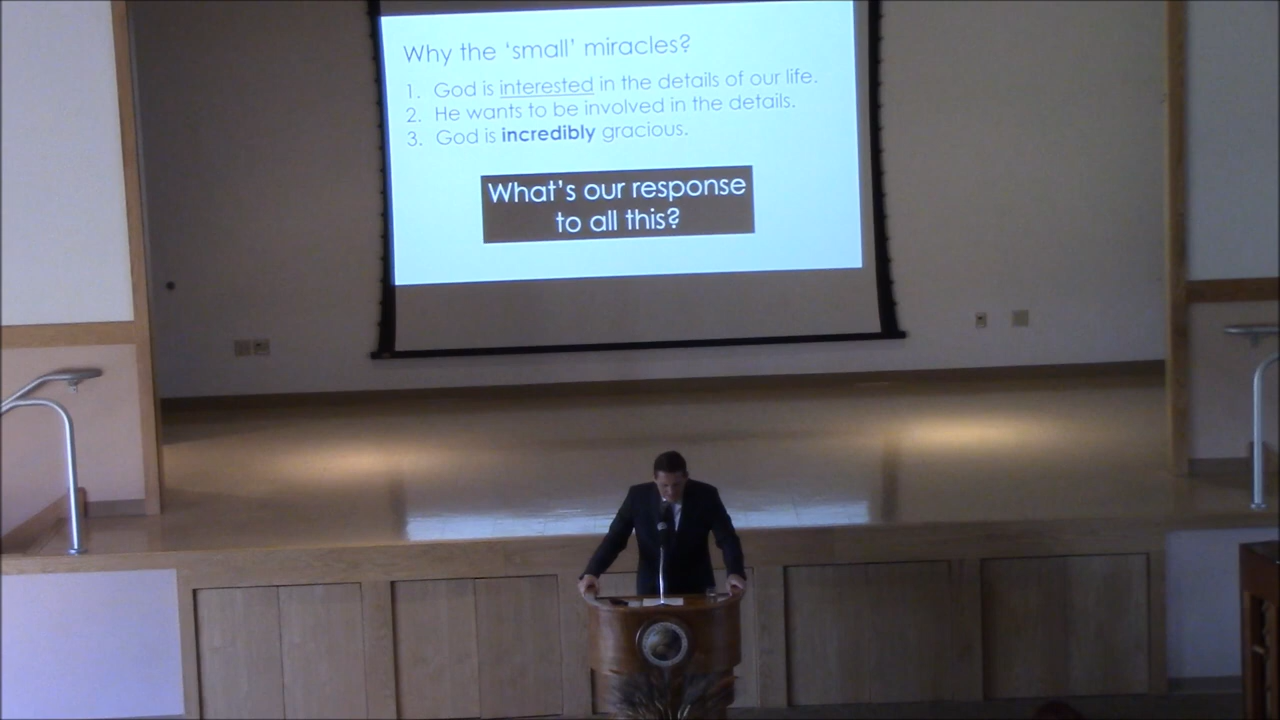 Why the ‘small’ miracles?
1. God is interested in the details of our life.
2. He wants to be involved in the details.
3. God is incredibly gracious.
What’s our response
to all this?